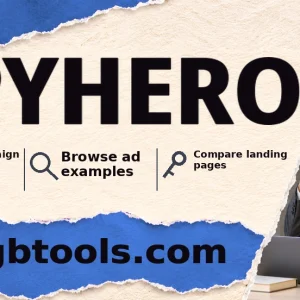 YHERO
ign
Browse ad
examples
Compare landing
pages
gbtools.com